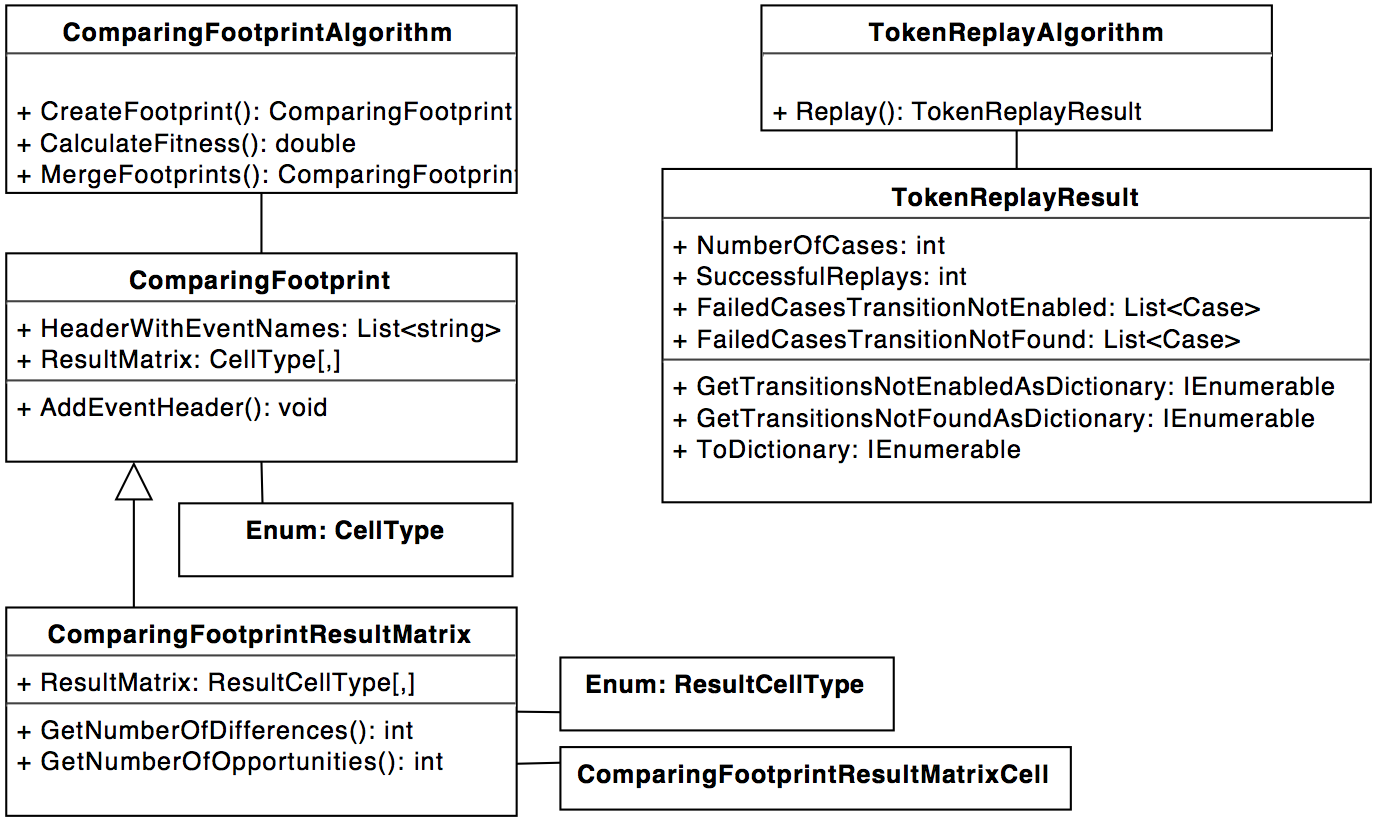 ComparingFootprintAlgorithm
+ CreateFootprint(): ComparingFootprint
+ CalculateFitness(): double
+ MergeFootprints(): ComparingFootprint
ComparingFootprint
+ HeaderWithEventNames: List<string>
+ ResultMatrix: CellType[,]
+ AddEventHeader(): void
Enum: CellType
ComparingFootprintResultMatrix
+ ResultMatrix: ResultCellType[,]
+ GetNumberOfDifferences(): int
+ GetNumberOfOpportunities(): int
Enum: ResultCellType
ComparingFootprintResultMatrixCell
TokenReplayAlgorithm
+ Replay(): TokenReplayResult
TokenReplayResult
+ NumberOfCases: int
+ SuccessfulReplays: int
+ FailedCasesTransitionNotEnabled: List<Case>
+ FailedCasesTransitionNotFound: List<Case>
+ GetTransitionsNotEnabledAsDictionary: IEnumerable
+ GetTransitionsNotFoundAsDictionary: IEnumerable
+ ToDictionary: IEnumerable